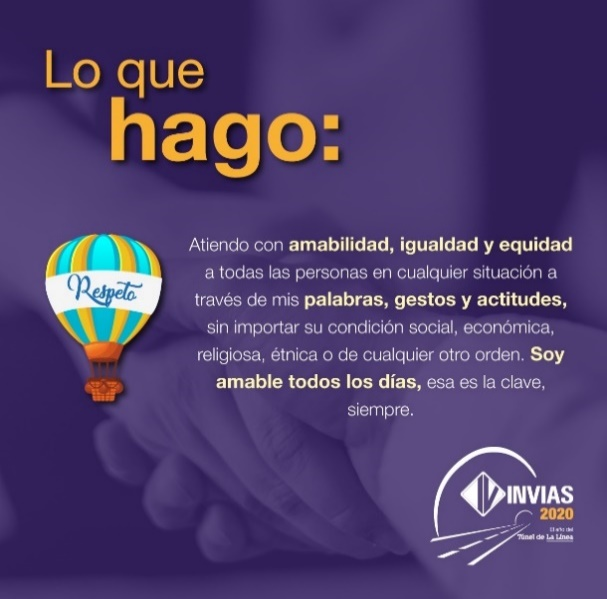 Lo que
hago:
Respeto
Atiendo con amabilidad, igualdad y equidad
a todas las personas en cualquier situación a
través de mis palabras, gestos y actitudes,
sin importar su condición social, económica,
religiosa, étnica o de cualquier otro orden. Soy
amable todos los días, esa es la clave,
siempre.
INVIAS
2020
El año del
Túnel de La Línea